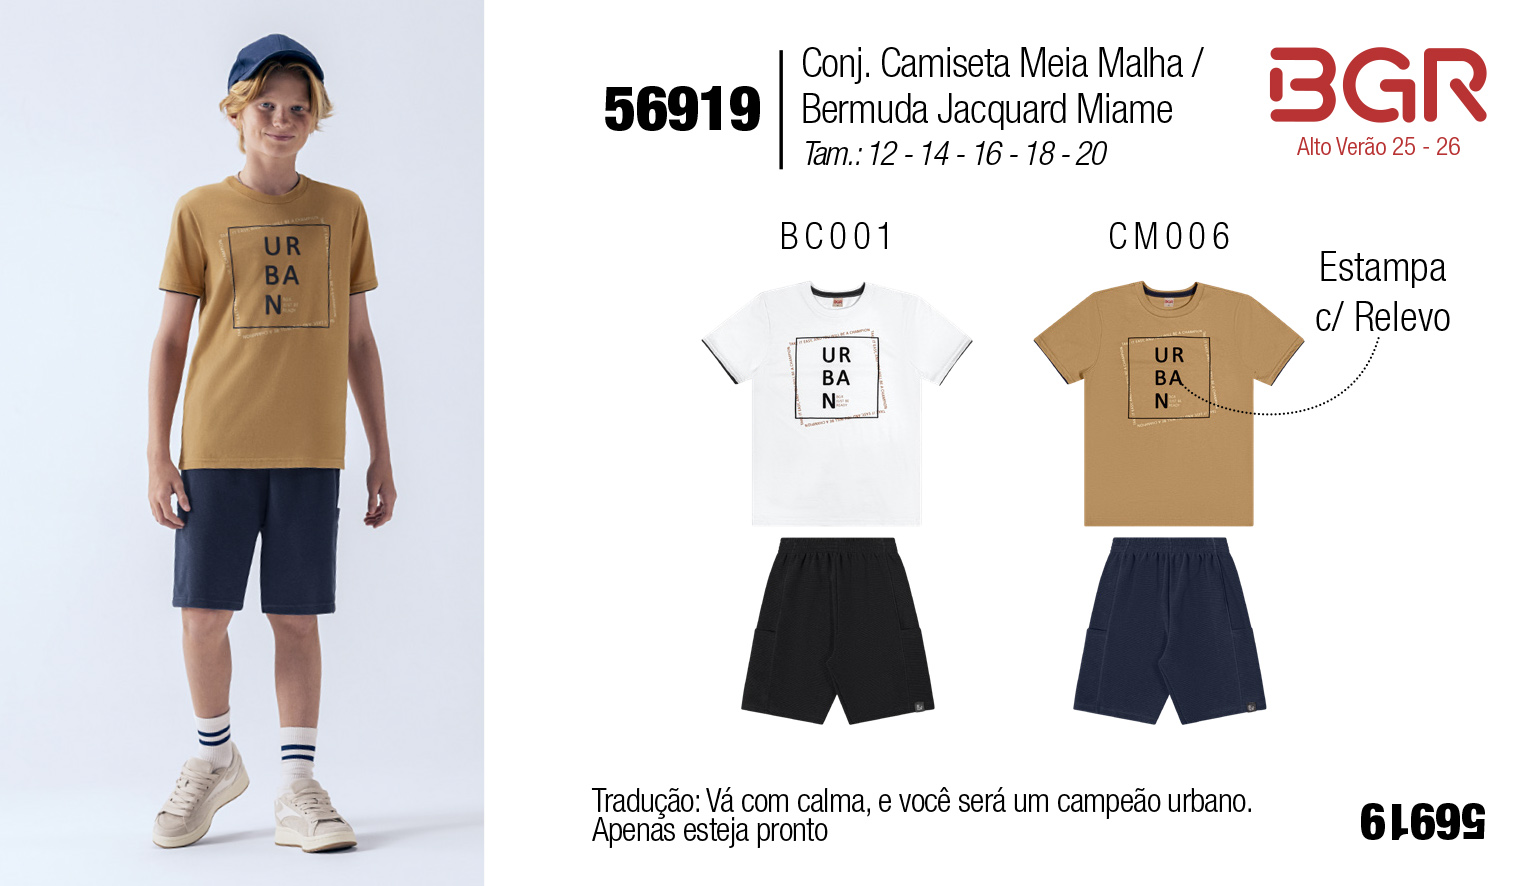 56919
Conj. Camiseta Meia Malha /
Bermuda Jacquard Miame
Tam.: 12 - 14 - 16 - 18 - 20
BGR
Alto Verão 25 - 26
BC001
CM006
Estampa
c/ Relevo
UR
BA
N
UR
BA
N
UR
BA
N
Tradução: Vá com calma, e você será um campeão urbano.
Apenas esteja pronto
56919